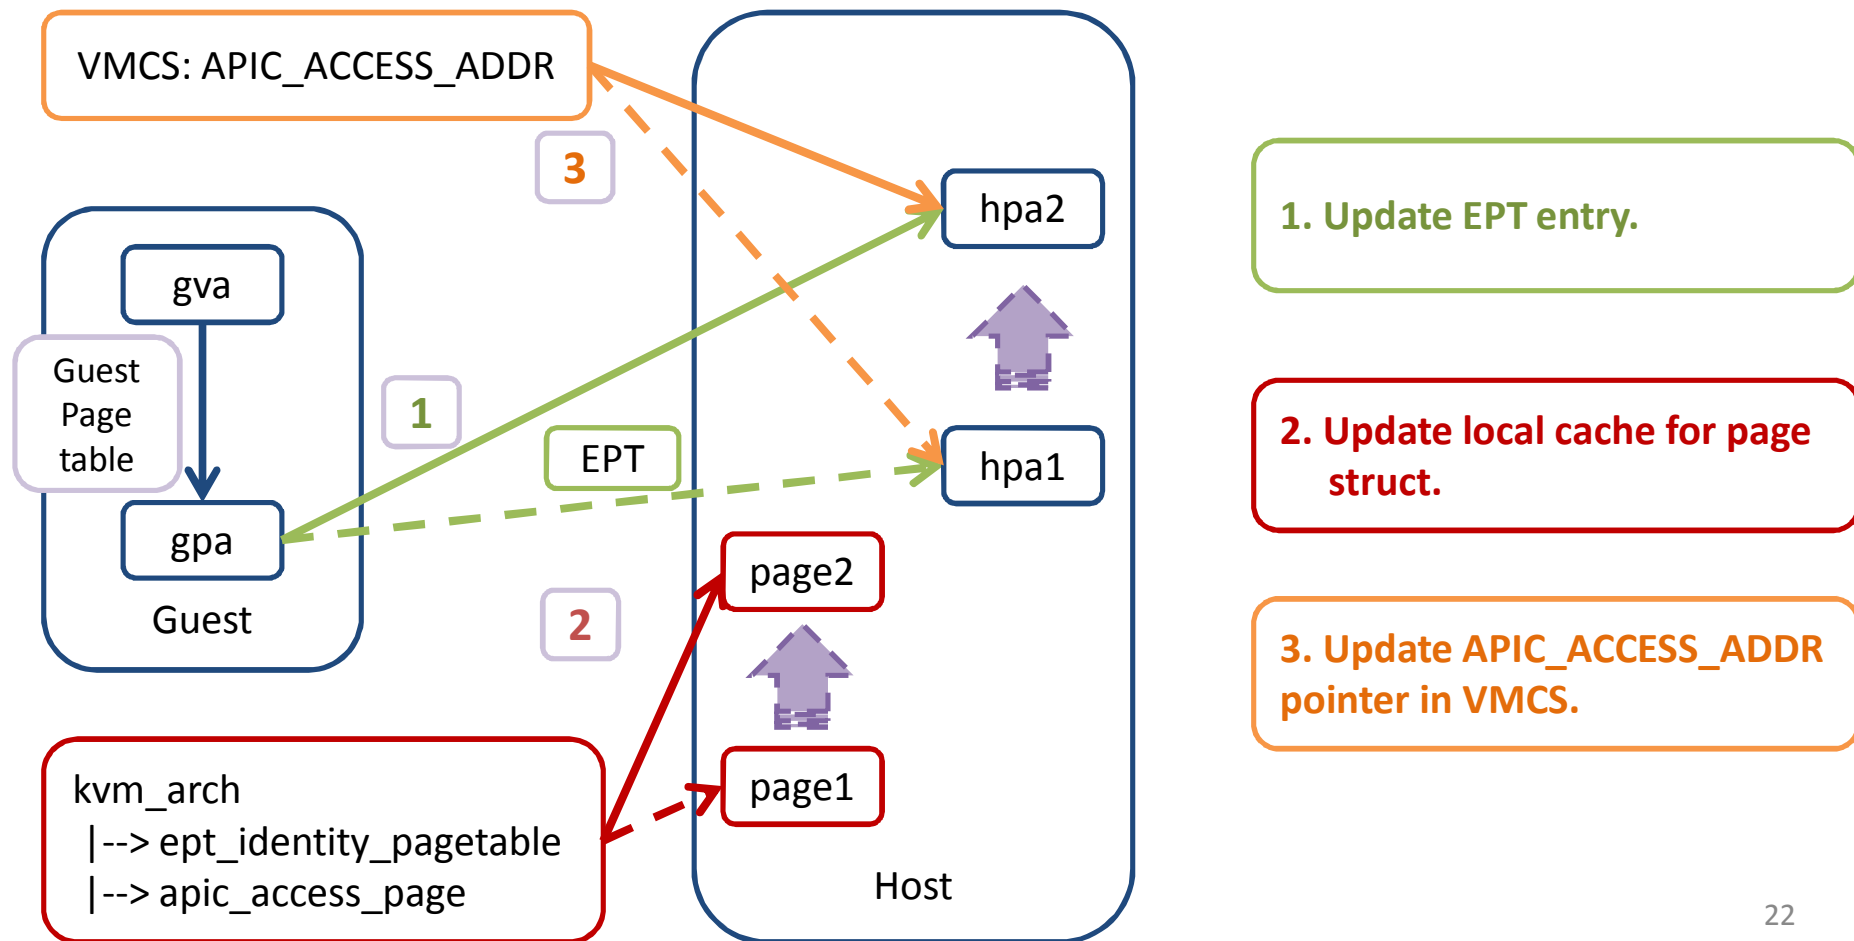 VMCS: APIC_ACCESS_ADDR
3
hpa2
1. Update EPT entry.
gva
Guest
Page
table
1
EPT
hpa1
2. Update local cache for page
struct.
gpa
Guest
2
page2
3. Update APIC_ACCESS_ADDR
pointer in VMCS.
page1
kvm_arch
|--> ept_identity_pagetable
|--> apic_access_page
Host
22